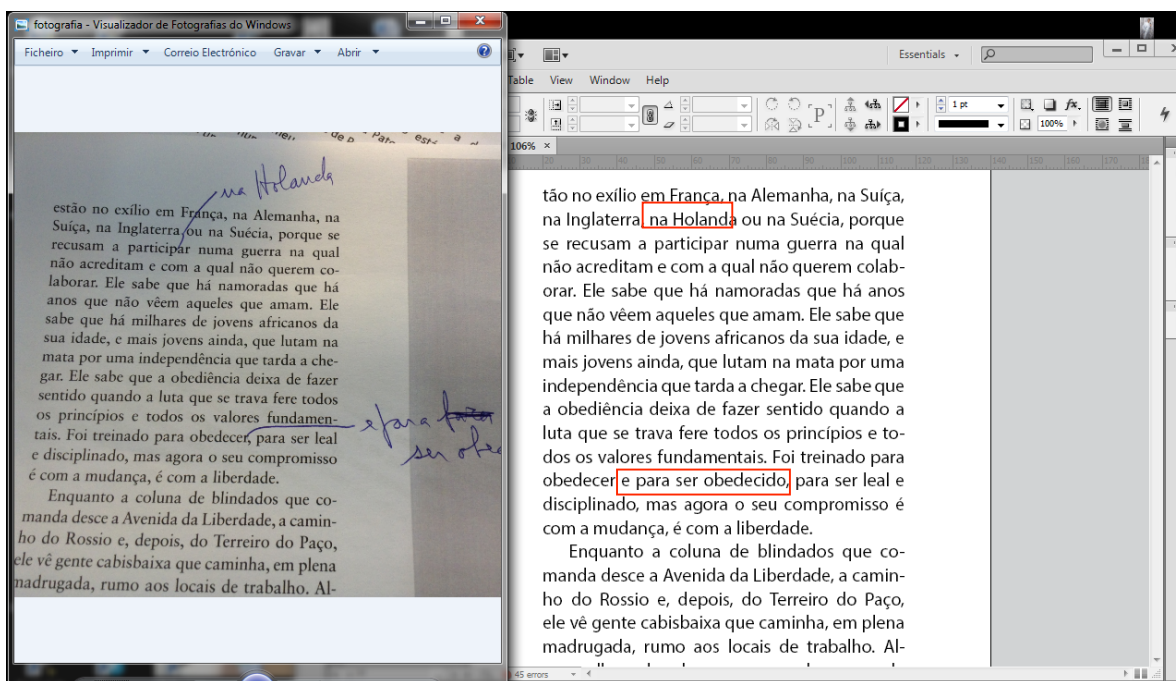 fotografia - Visualizador de Fotografias do Windows
Ficheiro Imprimir Correio Electrónico Gravar Abrir
na Holanda
estão no exílio em França, na Alemanha, na
Suíça, na Inglaterra, ou na Suécia, porque se
recusam a participar numa guerra na qual
não acreditam e com a qual não querem co-
laborar. Ele sabe que há namoradas que há
anos que não vêem aqueles que amam. Ele
sabe que há milhares de jovens africanos da
sua idade, e mais jovens ainda, que lutam na
mata por uma independência que tarda a che-
gar. Ele sabe que a obediência deixa de fazer
sentido quando a luta que se trava fere todos
os princípios e todos os valores fundamen-
tais. Foi treinado para obedecer, para ser leal
e disciplinado, mas agora o seu compromisso
é com a mudança, é com a liberdade.
Enquanto a coluna de blindados que co-
manda desce a Avenida da Liberdade, a camin-
ho do Rossio e, depois, do Terreiro do Paço,
ele vê gente cabisbaixa que caminha, em plena
madrugada, rumo aos locais de trabalho. Al-
e para
ser obe
Essentials
Table View Window Help
1 pt
100%
106% ×
20 30 40 50 60 70 80 90 100 110 120 130 140 150 160 170
tão no exílio em França, na Alemanha, na Suíça,
na Inglaterra, na Holanda ou na Suécia, porque
se recusam a participar numa guerra na qual
não acreditam e com a qual não querem colab-
orar. Ele sabe que há namoradas que há anos
que não vêem aqueles que amam. Ele sabe que
há milhares de jovens africanos da sua idade, e
mais jovens ainda, que lutam na mata por uma
independência que tarda a chegar. Ele sabe que
a obediência deixa de fazer sentido quando a
luta que se trava fere todos os princípios e to-
dos os valores fundamentais. Foi treinado para
obedecer e para ser obedecido, para ser leal e
disciplinado, mas agora o seu compromisso é
com a mudança, é com a liberdade.
Enquanto a coluna de blindados que co-
manda desce a Avenida da Liberdade, a camin-
ho do Rossio e, depois, do Terreiro do Paço,
ele vê gente cabisbaixa que caminha, em plena
madrugada, rumo aos locais de trabalho. Al-
45 errors